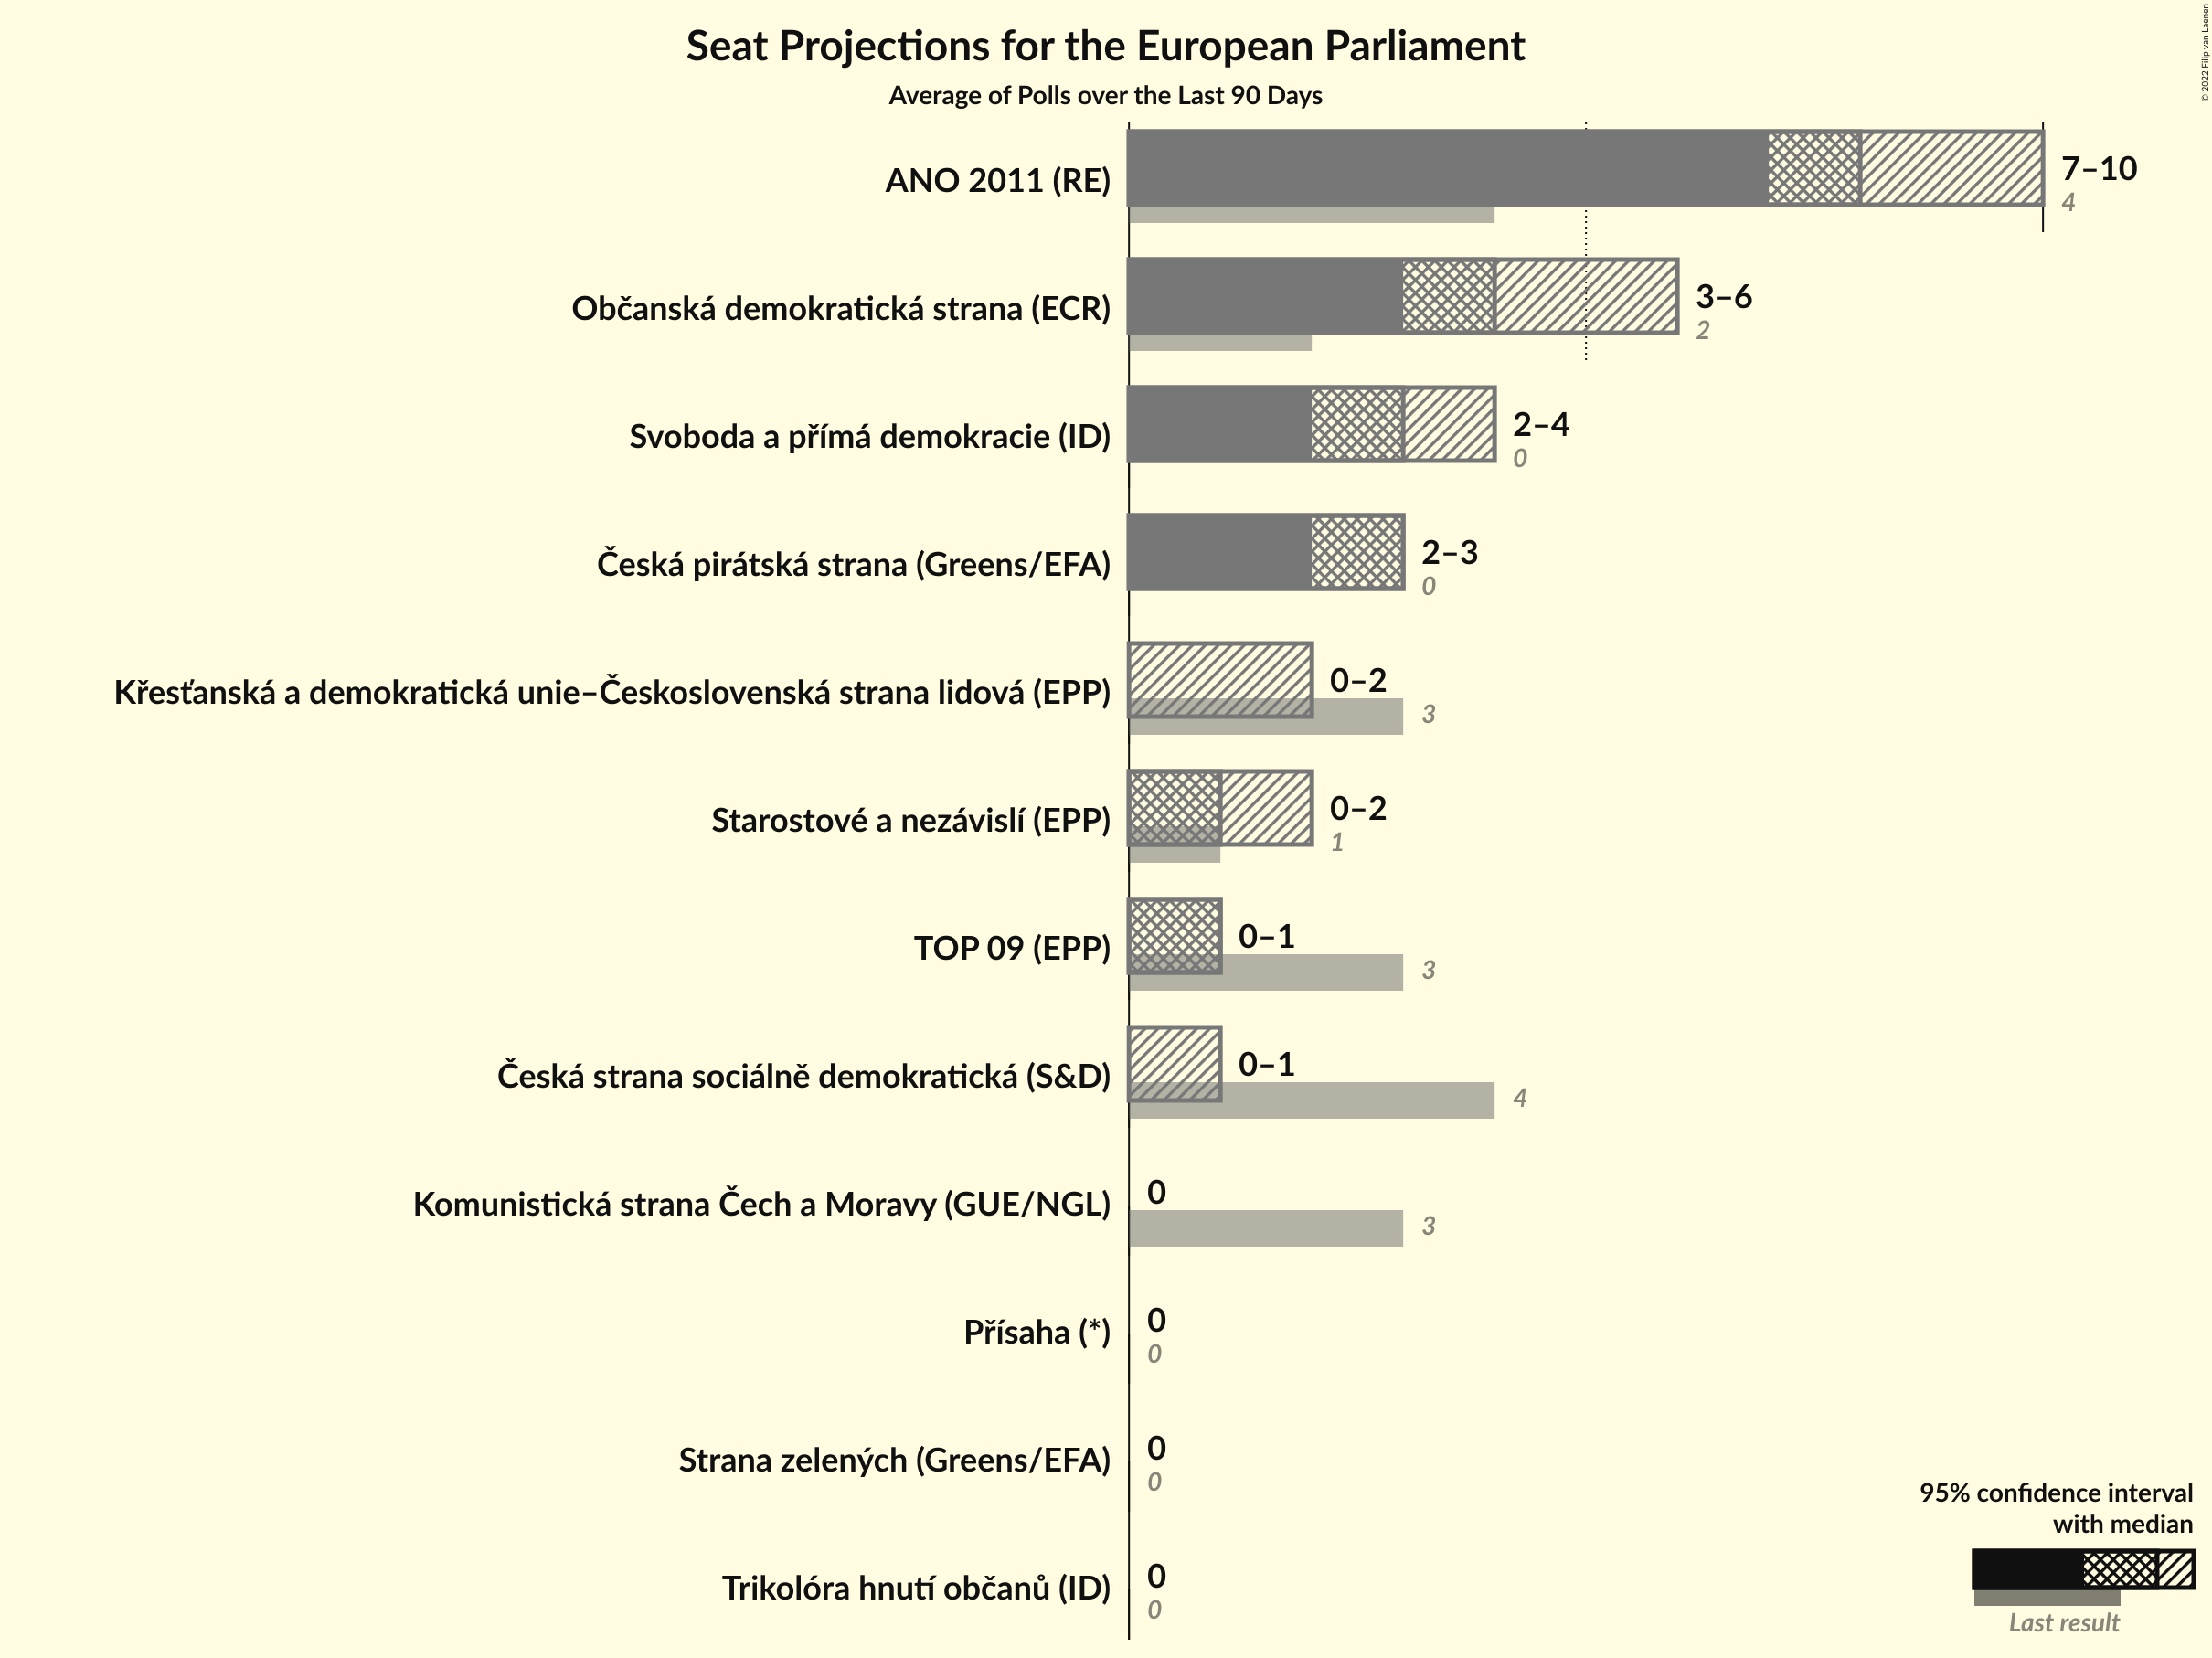 Seat Projections for the European Parliament
Average of Polls over the Last 90 Days
© 2022 Filip van Laenen
ANO 2011 (RE)
7–10
4
Občanská demokratická strana (ECR)
3–6
2
Svoboda a přímá demokracie (ID)
2–4
0
Česká pirátská strana (Greens/EFA)
2–3
0
Křesťanská a demokratická unie–Československá strana lidová (EPP)
0–2
3
Starostové a nezávislí (EPP)
0–2
1
TOP 09 (EPP)
0–1
3
Česká strana sociálně demokratická (S&D)
0–1
4
Komunistická strana Čech a Moravy (GUE/NGL)
0
3
Přísaha (*)
0
0
Strana zelených (Greens/EFA)
0
0
Trikolóra hnutí občanů (ID)
0
0
95% confidence interval
with median
Last result